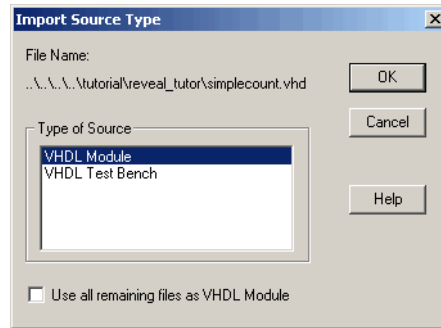 Import Source Type
File Name:
..\..\..\..\tutorial\reveal_tutor\simplecount.vhd
OK
Cancel
Type of Source
VHDL Module
VHDL Test Bench
Help
Use all remaining files as VHDL Module